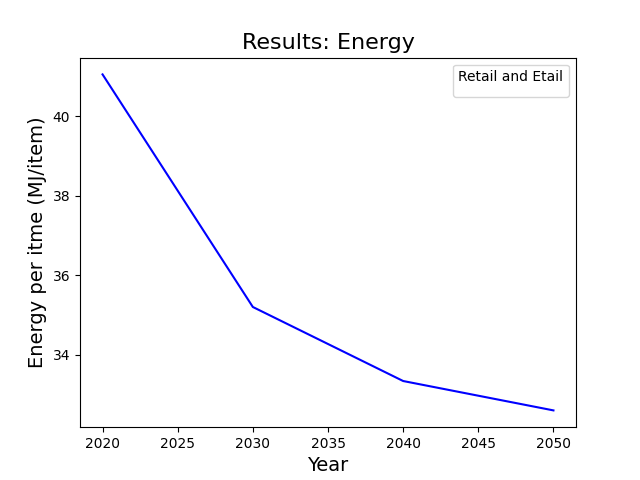 Results: Energy
Retail and Etail
Energy per itme (MJ/item)
40
38
36
34
2020 2025 2030 2035 2040 2045 2050
Year